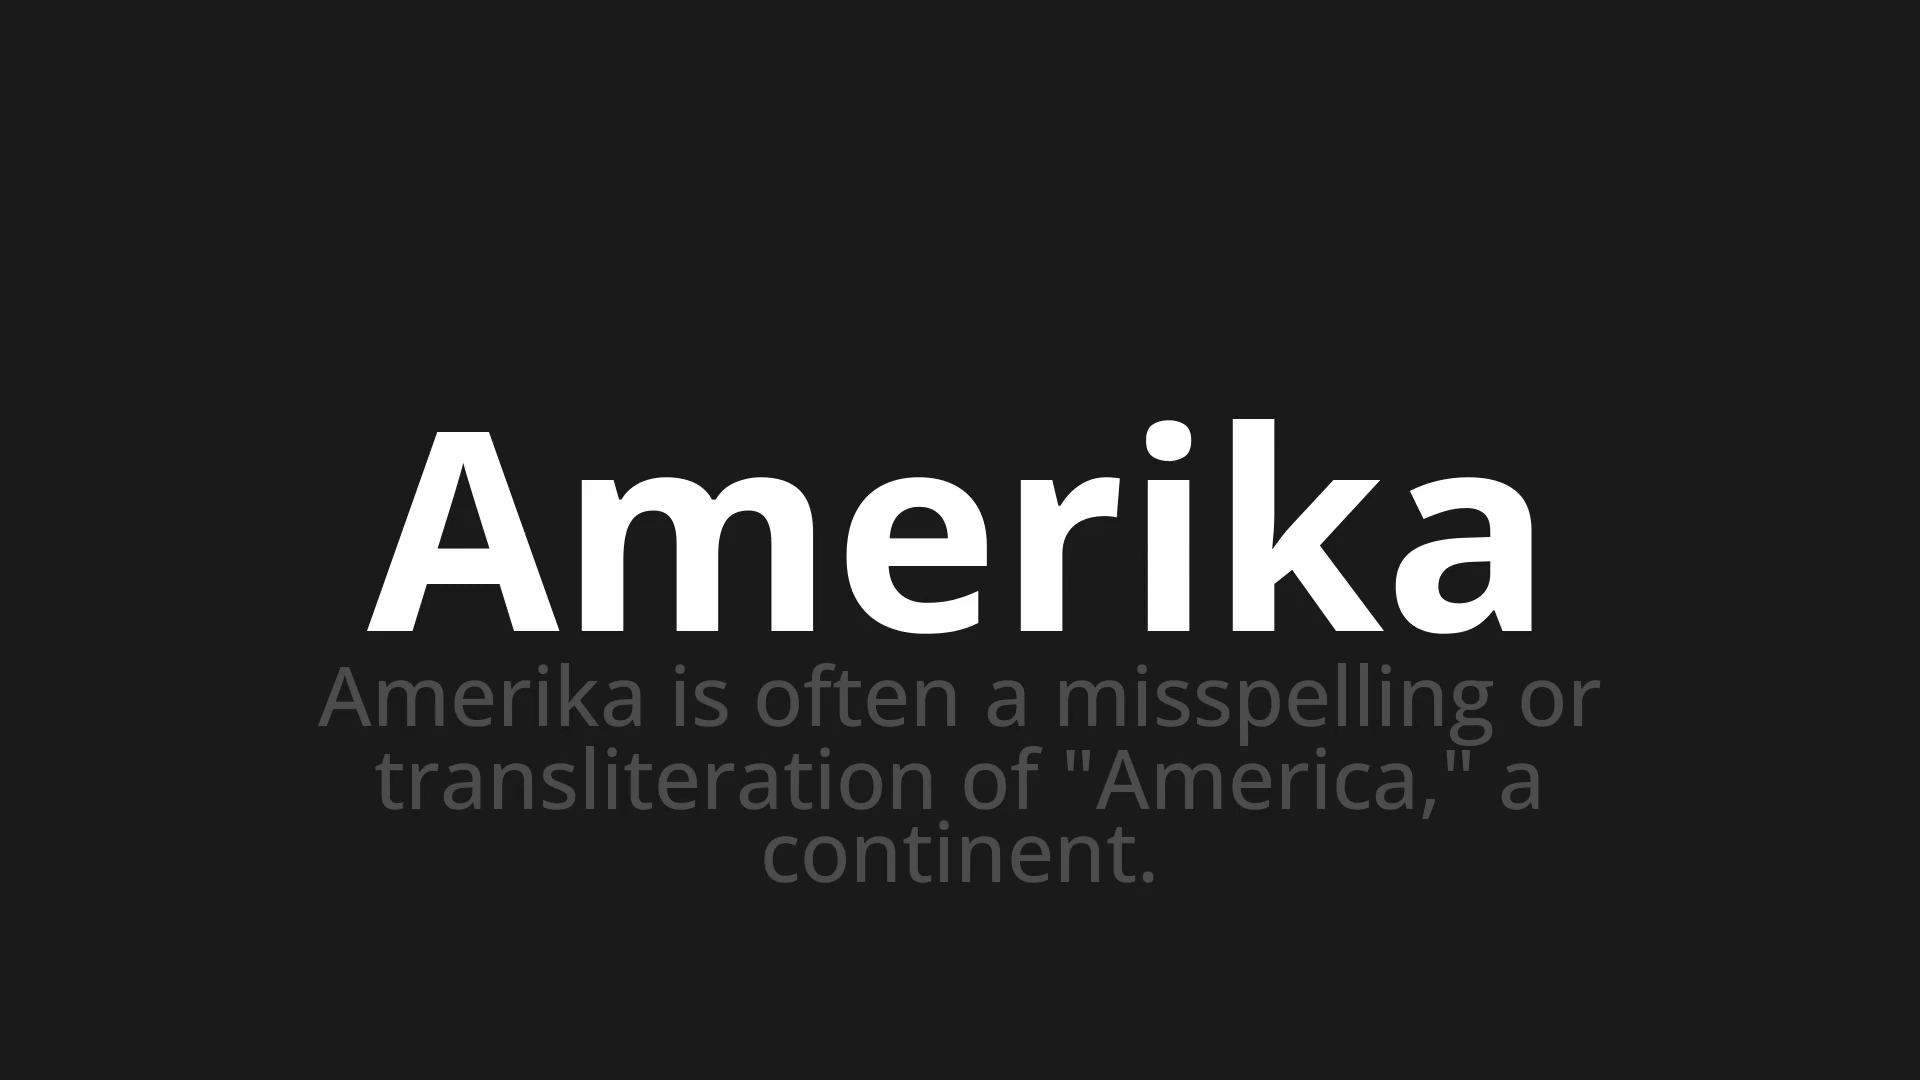 Amerika
Amerika is often a misspelling or
transliteration of "America," a
continent.